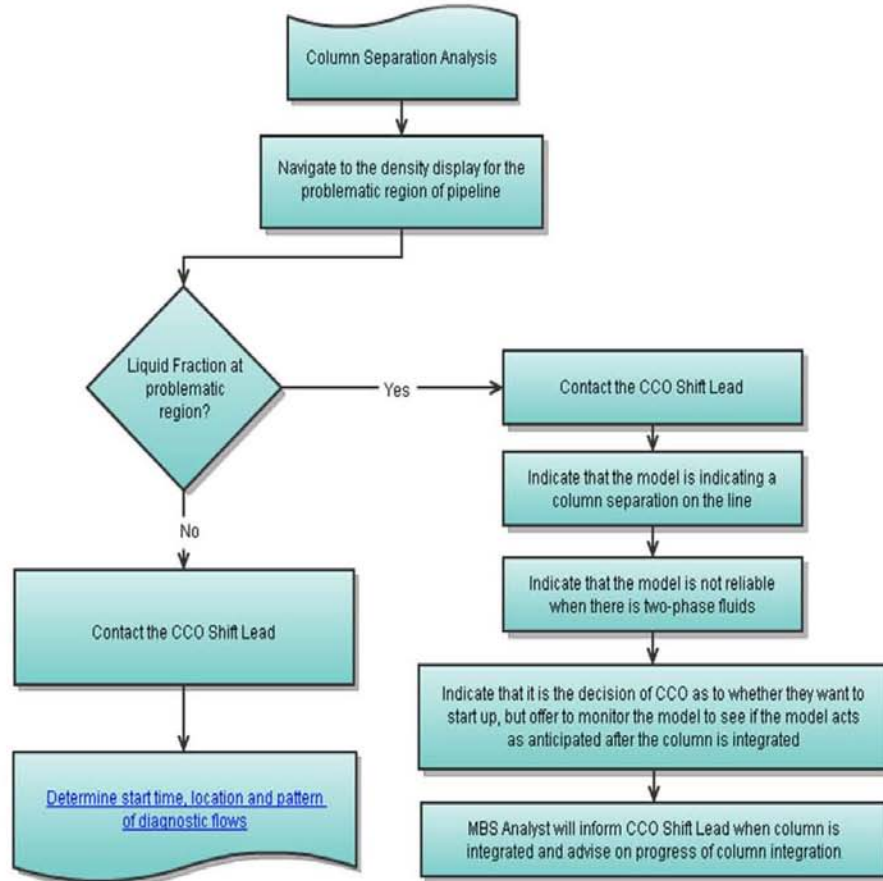 Column Separation Analysis
Navigate to the density display for the
problematic region of pipeline
Liquid Fraction at
problematic
region?
Yes
No
Contact the CCO Shift Lead
Determine start time, location and pattern
of diagnostic flows
Contact the CCO Shift Lead
Indicate that the model is indicating a
column separation on the line
Indicate that the model is not reliable
when there is two-phase fluids
Indicate that it is the decision of CCO as to whether they want to
start up, but offer to monitor the model to see if the model acts
as anticipated after the column is integrated
MBS Analyst will inform CCO Shift Lead when column is
integrated and advise on progress of column integration